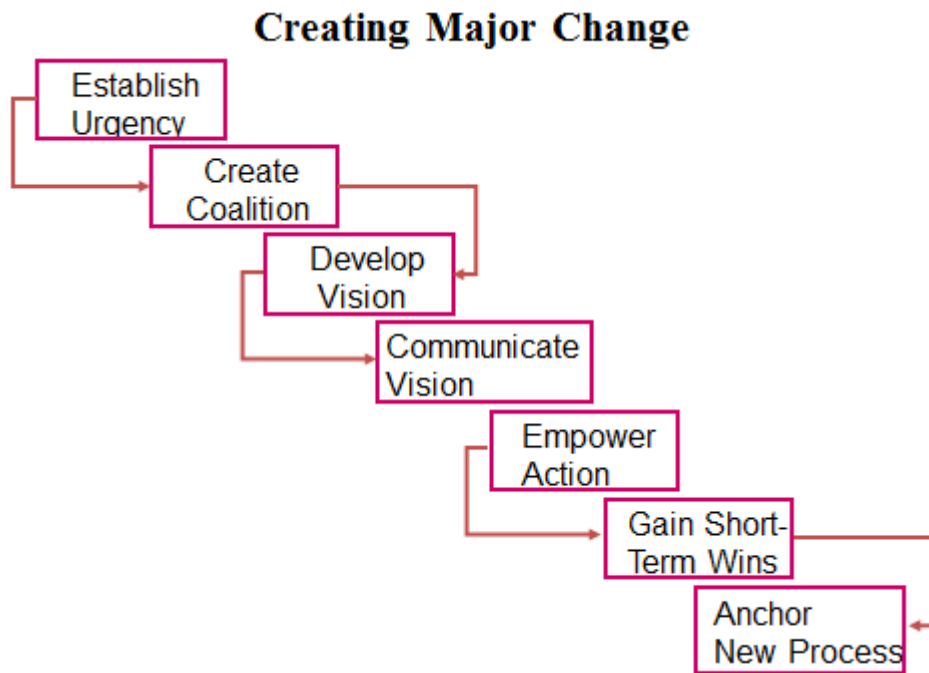 Creating Major Change
Establish
Urgency
Create
Coalition
Develop
Vision
Communicate
Vision
Empower
Action
Gain Short-
Term Wins
Anchor
New Process